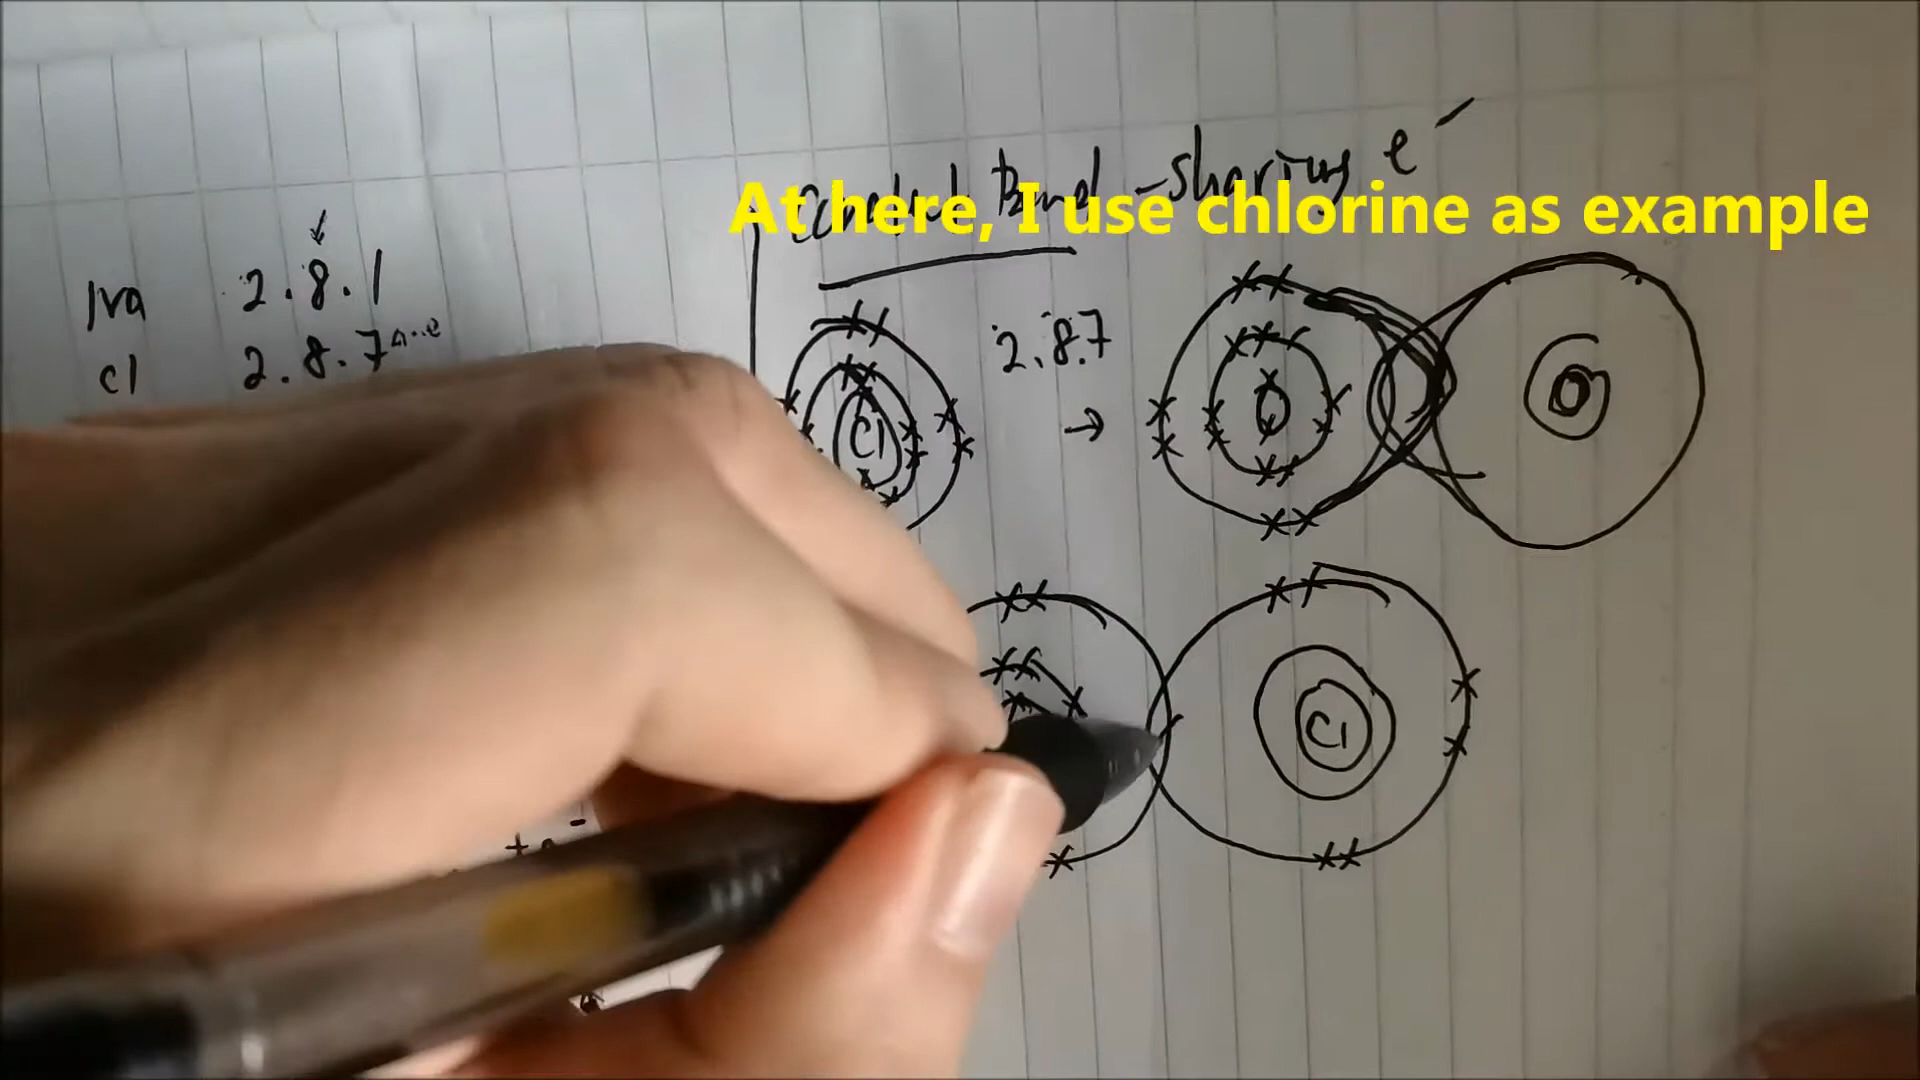 Bond -sharing e⁻
At here, I use chlorine as example
Na 2.8.1
Cl 2.8.7
2.8.7
Cl
Cl